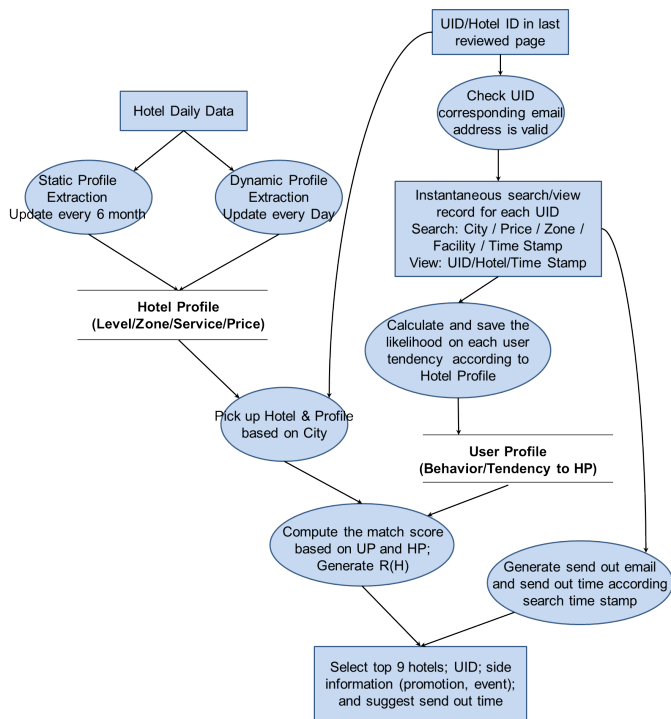 UID/Hotel ID in last
reviewed page
Check UID
corresponding email
address is valid
Hotel Daily Data
Static Profile
Extraction
Update every 6 month
Dynamic Profile
Extraction
Update every Day
Instantaneous search/view
record for each UID
Search: City / Price / Zone /
Facility / Time Stamp
View: UID/Hotel/Time Stamp
Hotel Profile
(Level/Zone/Service/Price)
Calculate and save the
likelihood on each user
tendency according to
Hotel Profile
Pick up Hotel & Profile
based on City
User Profile
(Behavior/Tendency to HP)
Compute the match score
based on UP and HP;
Generate R(H)
Generate send out email
and send out time according
search time stamp
Select top 9 hotels; UID; side
information (promotion, event);
and suggest send out time